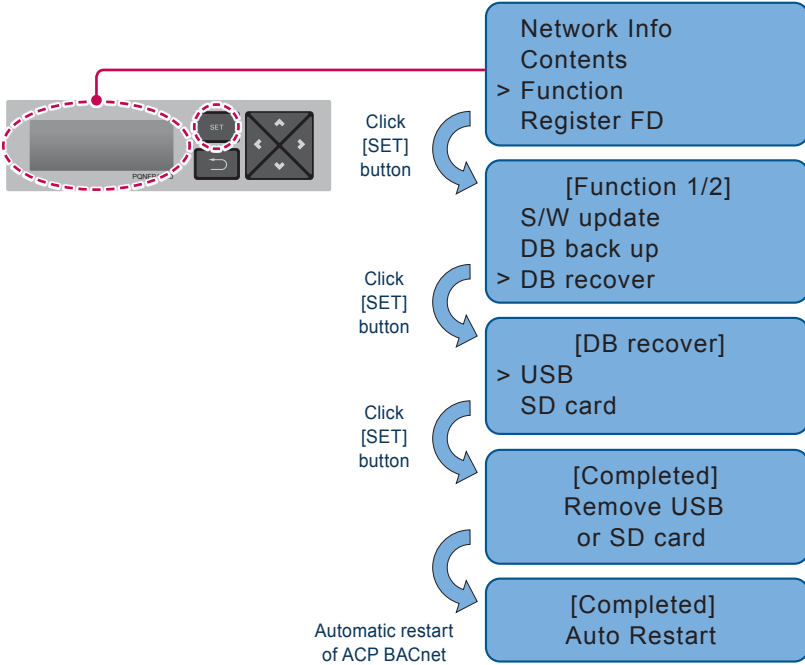 Network Info
Contents
> Function
Register FD
SET
Click
[SET]
button
[Function 1/2]
S/W update
DB back up
> DB recover
Click
[SET]
button
[DB recover]
> USB
SD card
Click
[SET]
button
[Completed]
Remove USB
or SD card
Automatic restart
of ACP BACnet
[Completed]
Auto Restart